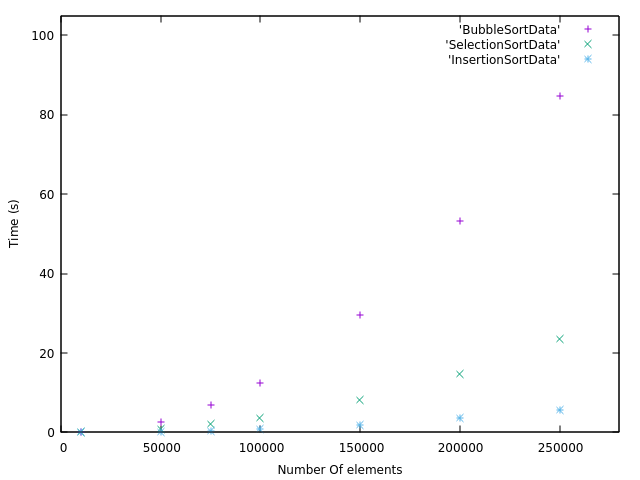 100
80
60
40
20
0
Time (s)
'BubbleSortData'
'SelectionSortData'
'InsertionSortData'
0 50000 100000 150000 200000 250000
Number Of elements